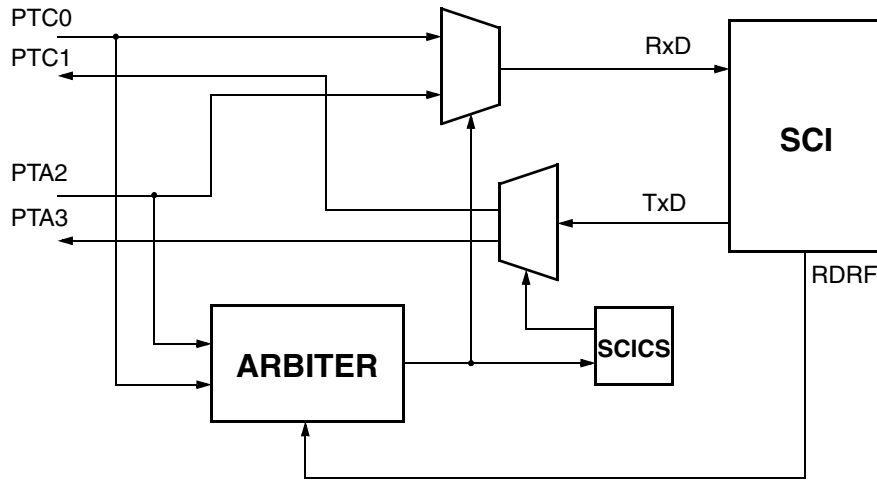 PTC0
PTC1
RxD
SCI
PTA2
PTA3
TxD
RDRF
ARBITER
SCICS